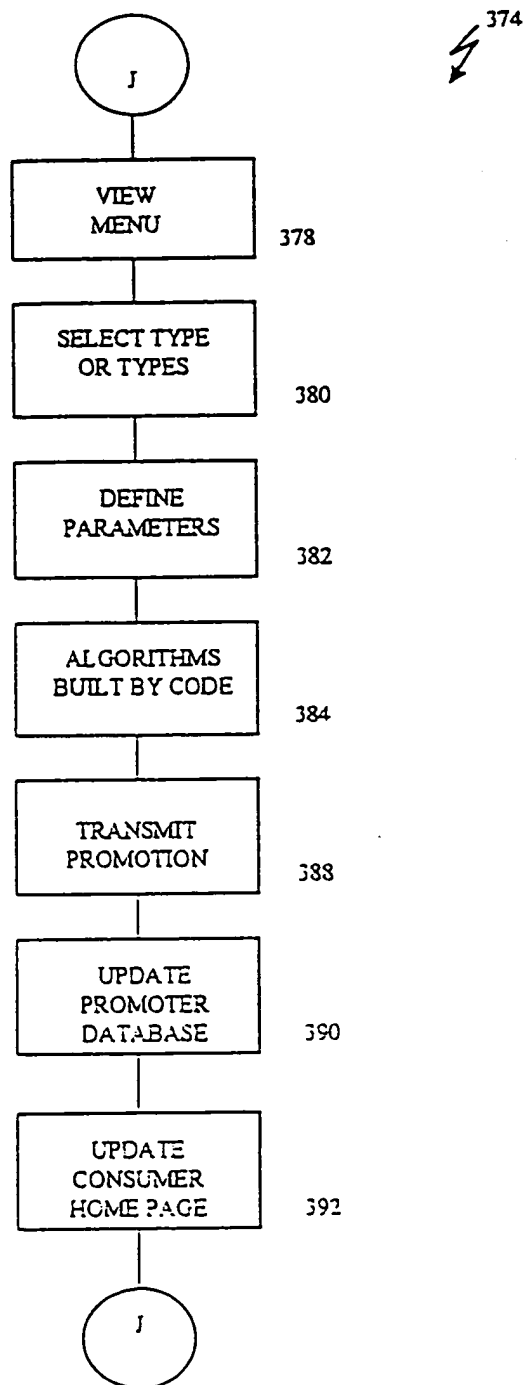 374
J
VIEW
MENU
378
SELECT TYPE
OR TYPES
380
DEFINE
PARAMETERS
382
ALGORITHMS
BUILT BY CODE
384
TRANSMIT
PROMOTION
388
UPDATE
PROMOTER
DATABASE
390
UPDATE
CONSUMER
HOME PAGE
392
J